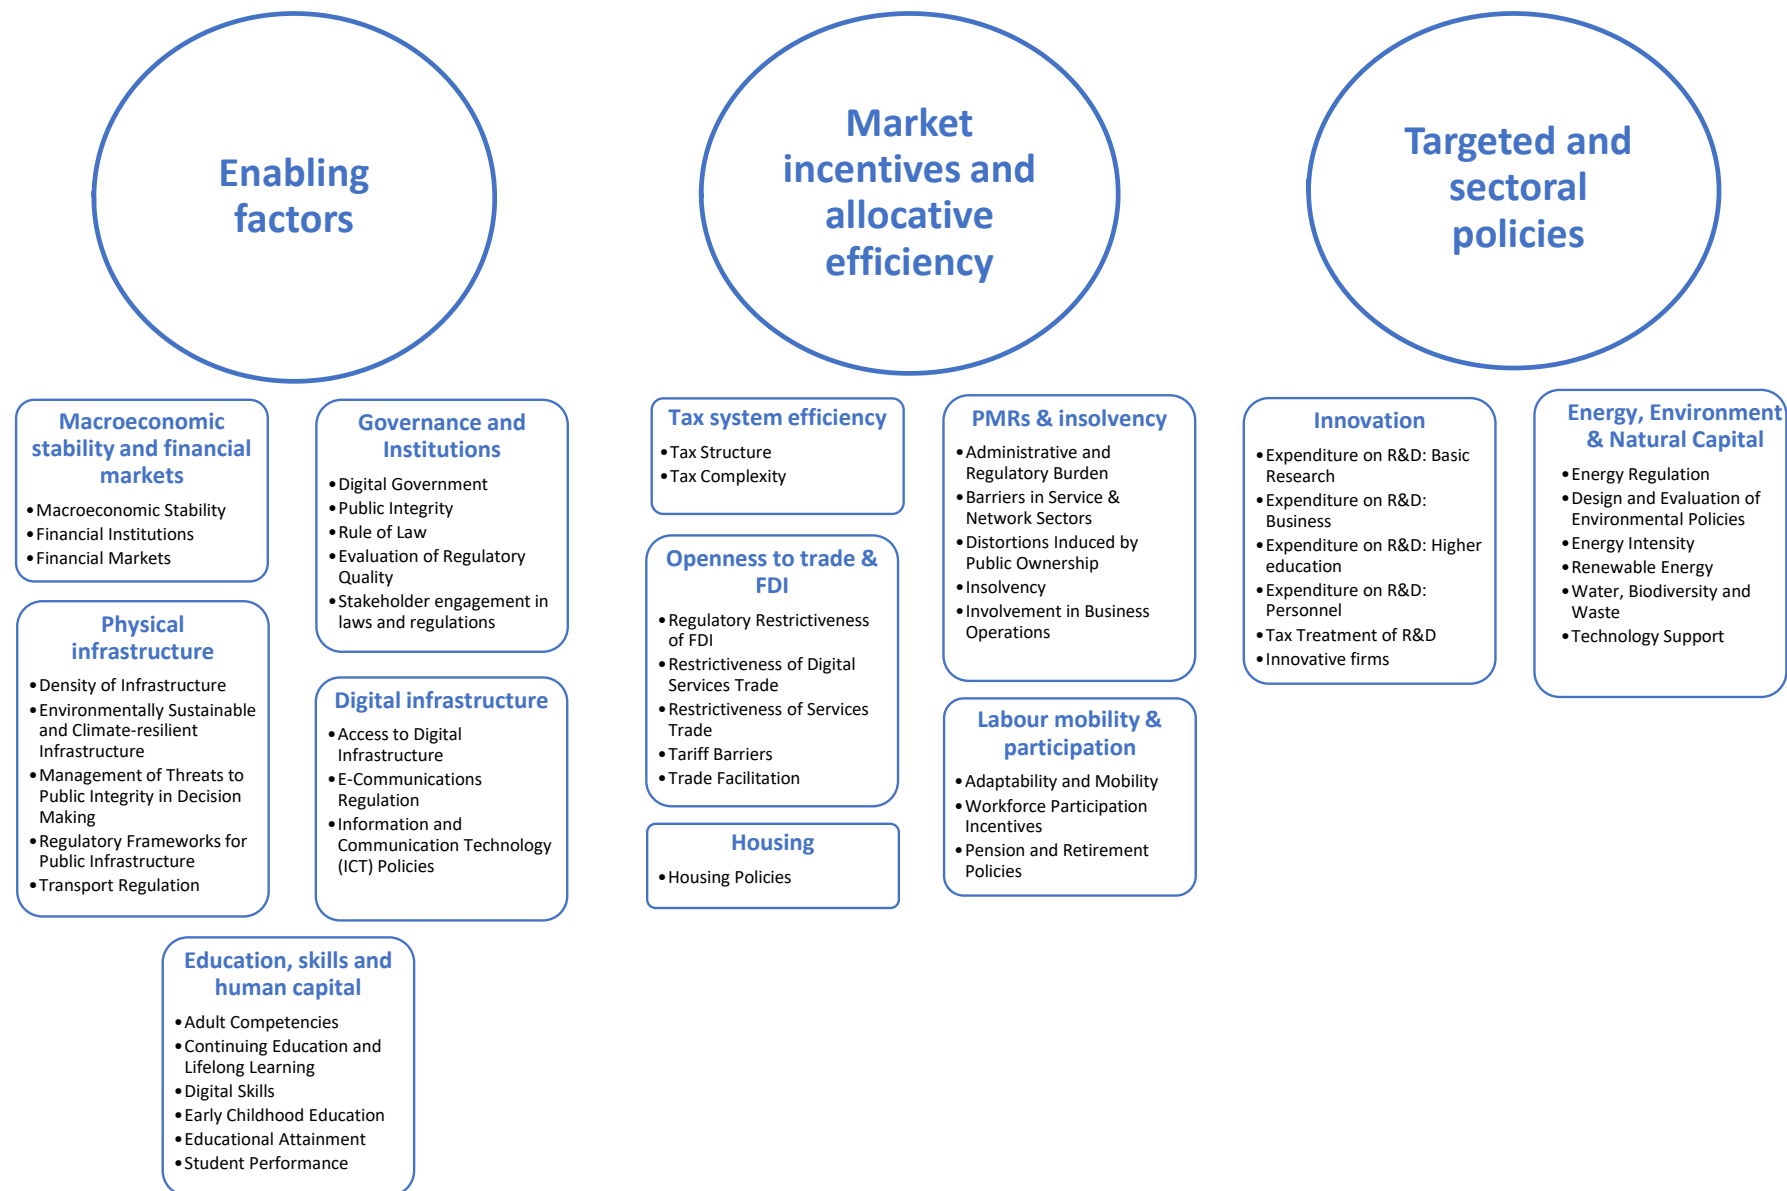 Enabling
factors
Macroeconomic
stability and financial
markets
•Macroeconomic Stability
•Financial Institutions
•Financial Markets
Governance and
Institutions
•Digital Government
•Public Integrity
•Rule of Law
•Evaluation of Regulatory
Quality
•Stakeholder engagement in
laws and regulations
Physical
infrastructure
•Density of Infrastructure
•Environmentally Sustainable
and Climate-resilient
Infrastructure
•Management of Threats to
Public Integrity in Decision
Making
•Regulatory Frameworks for
Public Infrastructure
•Transport Regulation
Digital infrastructure
•Access to Digital
Infrastructure
•E-Communications
Regulation
•Information and
Communication Technology
(ICT) Policies
Education, skills and
human capital
•Adult Competencies
•Continuing Education and
Lifelong Learning
•Digital Skills
•Early Childhood Education
•Educational Attainment
•Student Performance
Market
incentives and
allocative
efficiency
Tax system efficiency
•Tax Structure
•Tax Complexity
Openness to trade &
FDI
•Regulatory Restrictiveness
of FDI
•Restrictiveness of Digital
Services Trade
•Restrictiveness of Services
Trade
•Tariff Barriers
•Trade Facilitation
Housing
•Housing Policies
PMRs & insolvency
•Administrative and
Regulatory Burden
•Barriers in Service &
Network Sectors
•Distortions Induced by
Public Ownership
•Insolvency
•Involvement in Business
Operations
Labour mobility &
participation
•Adaptability and Mobility
•Workforce Participation
Incentives
•Pension and Retirement
Policies
Targeted and
sectoral
policies
Innovation
•Expenditure on R&D: Basic
Research
•Expenditure on R&D:
Business
•Expenditure on R&D: Higher
education
•Expenditure on R&D:
Personnel
•Tax Treatment of R&D
•Innovative firms
Energy, Environment
& Natural Capital
•Energy Regulation
•Design and Evaluation of
Environmental Policies
•Energy Intensity
•Renewable Energy
•Water, Biodiversity and
Waste
•Technology Support